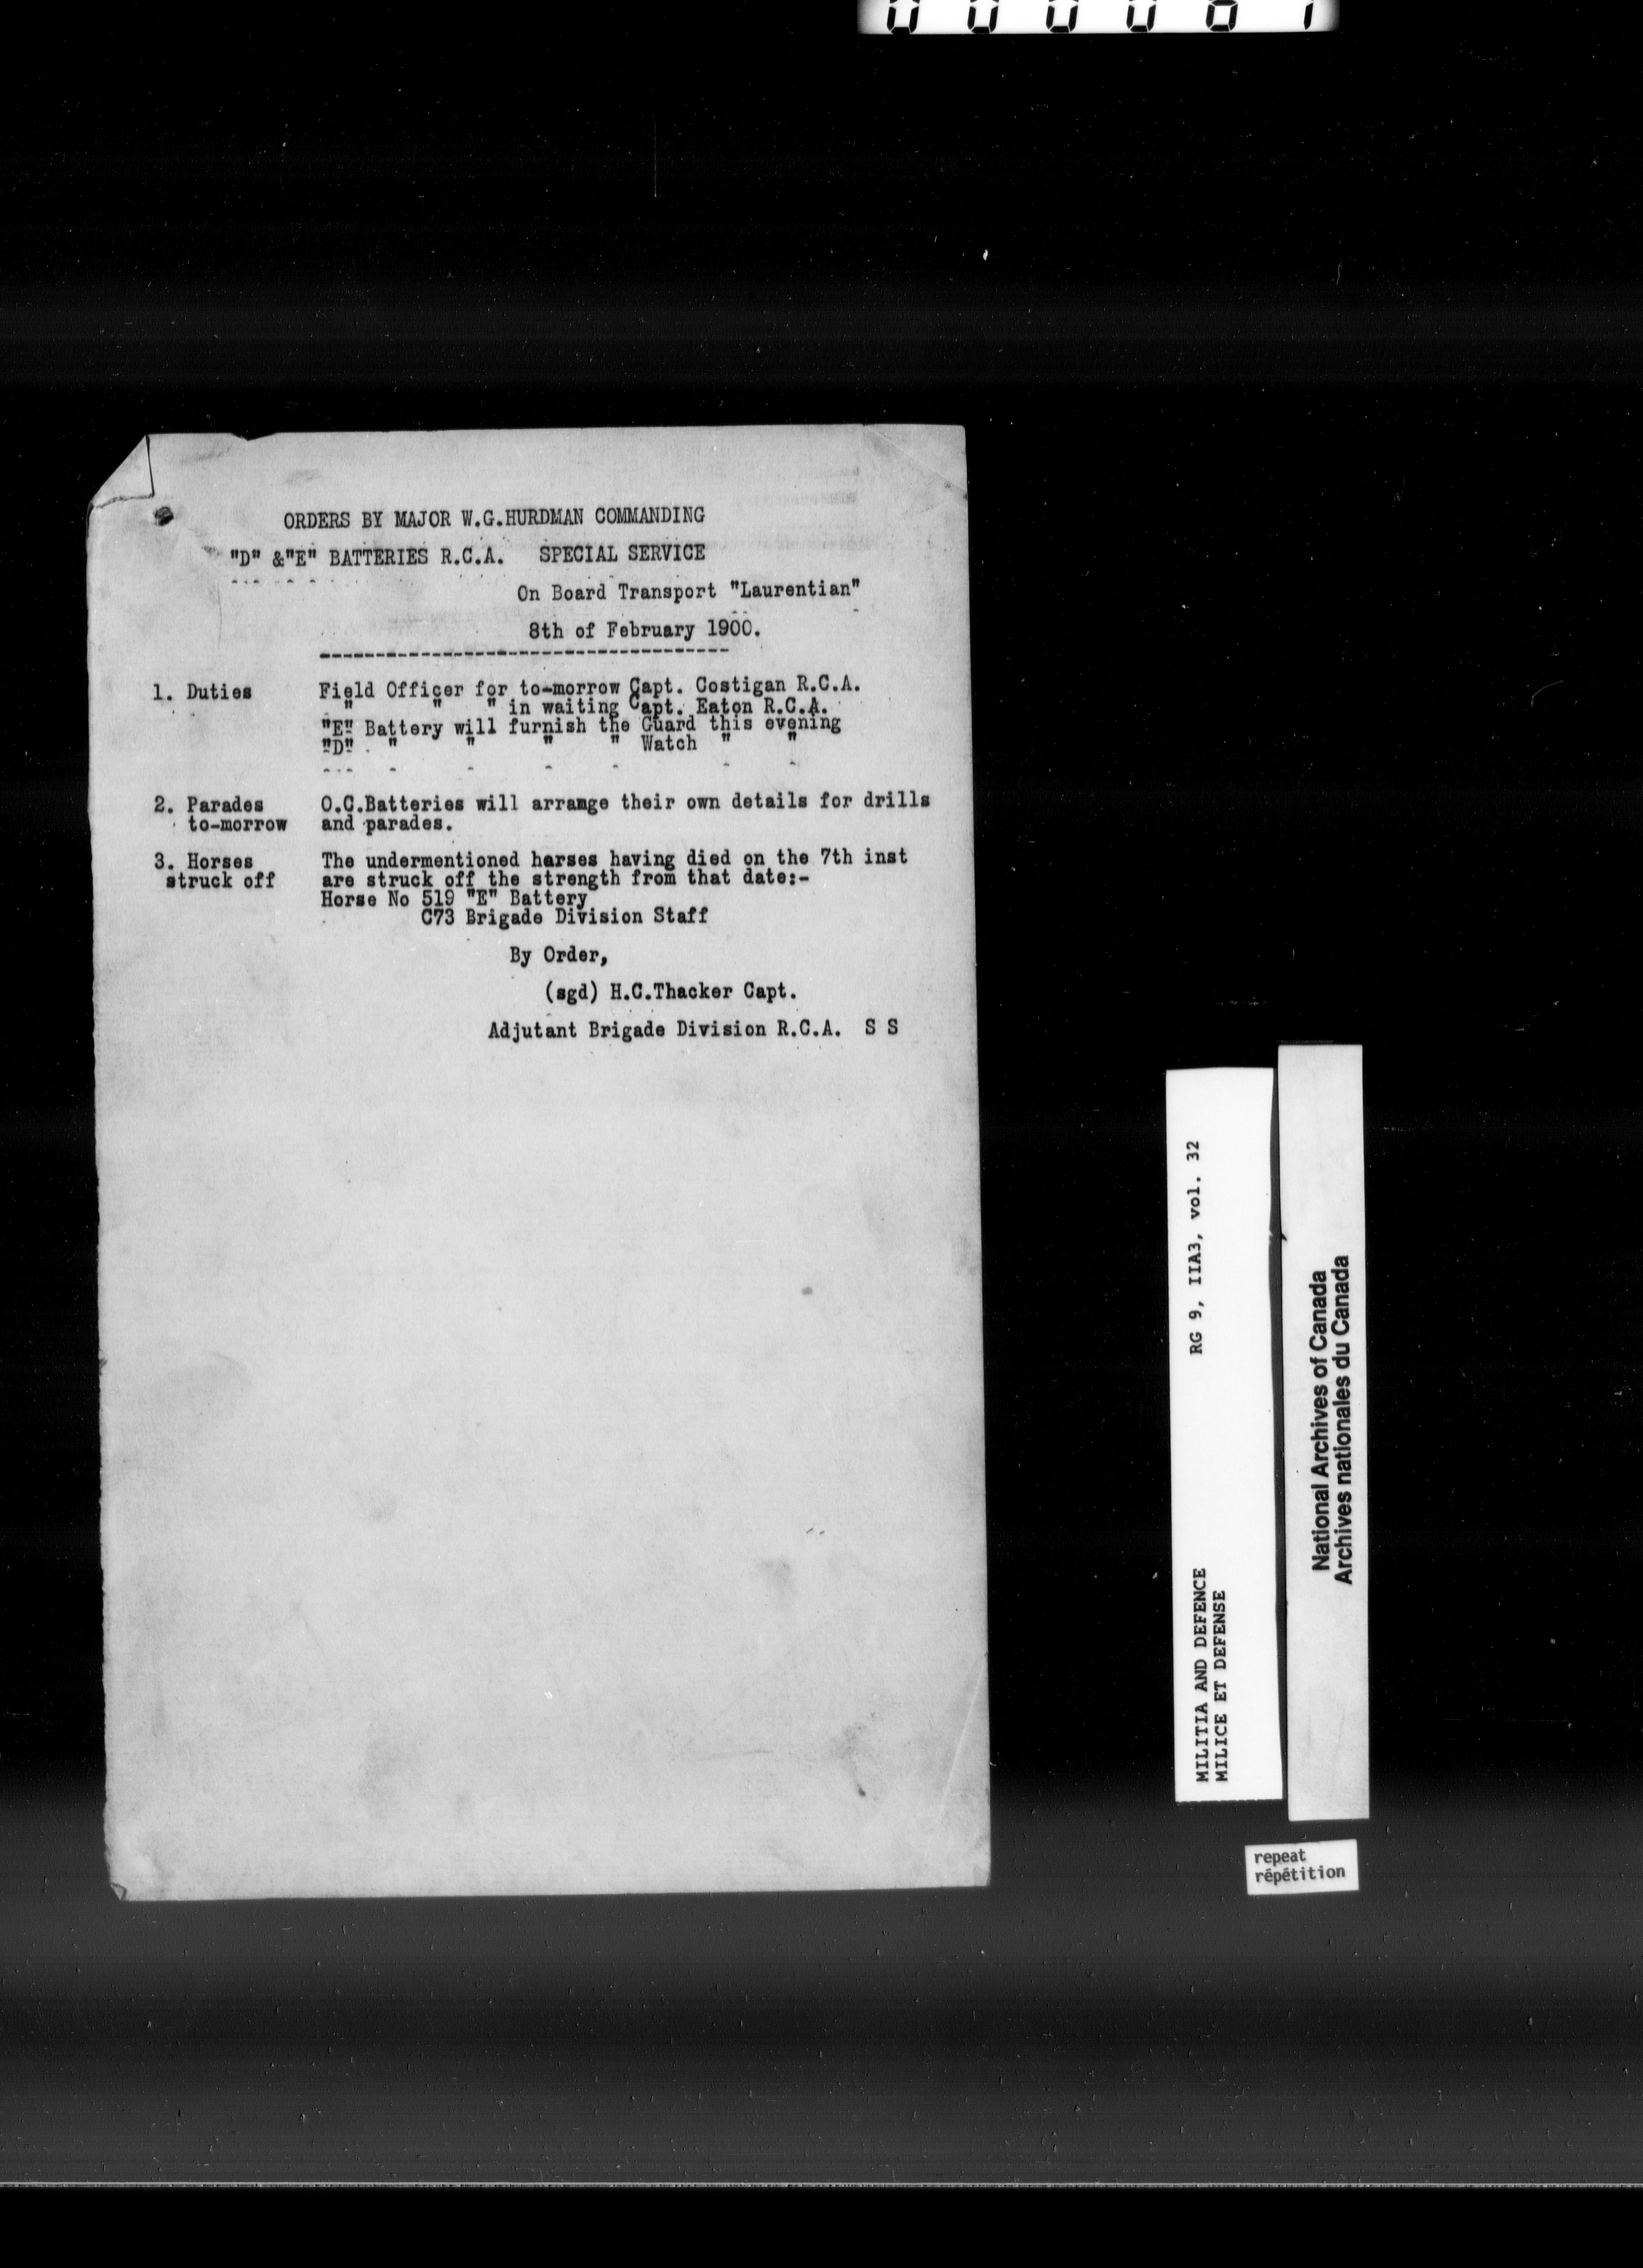 ORDERS BY MAJOR W.G.HURDMAN COMMANDING
"D" &"E" BATTERIES R.C.A. SPECIAL SERVICE
On Board Transport "Laurentian"
8th of February 1900.
1. Duties Field Officer for to-morrow Capt. Costigan R.C.A.
" " " in waiting Capt. Eaton R.C.A.
"E" Battery will furnish the Guard this evening
"D" " " " " Watch " "
2. Parades O.C.Batteries will arrange their own details for drills
to-morrow and parades.
3. Horses The undermentioned harses having died on the 7th inst
struck off are struck off the strength from that date:-
Horse No 519 "E" Battery
C73 Brigade Division Staff
By Order,
(sgd) H.C.Thacker Capt.
Adjutant Brigade Division R.C.A. S S
RG 9, IIA3, vol. 32
MILITIA AND DEFENCE
MILICE ET DEFENSE
National Archives of Canada
Archives nationales du Canada
repeat
répétition